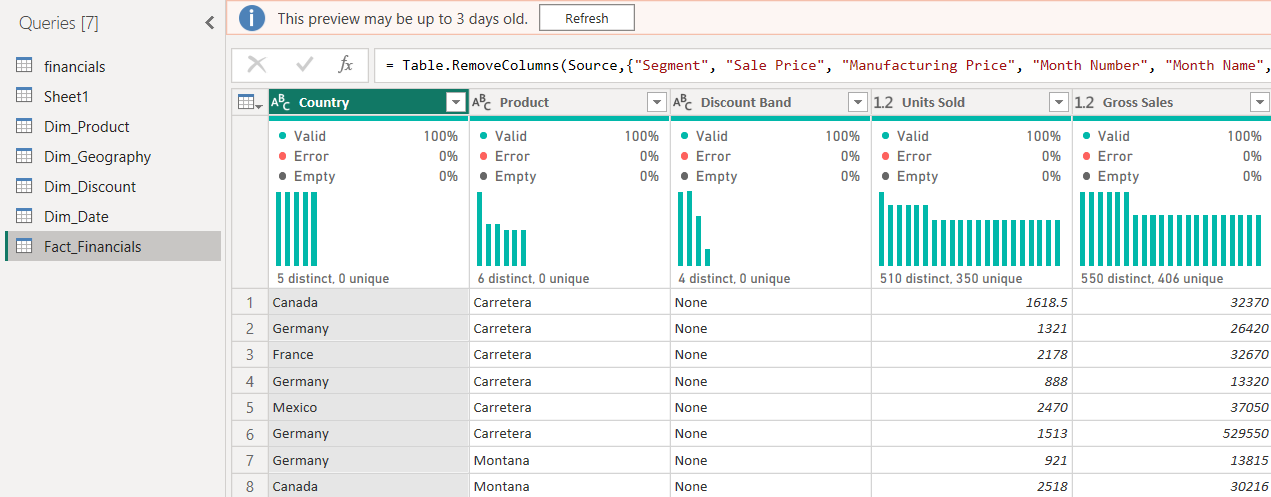 Queries [7]
This preview may be up to 3 days old. Refresh
financials
Sheet1
Dim_Product
Dim_Geography
Dim_Discount
Dim_Date
Fact_Financials
fx = Table.RemoveColumns(Source,{"Segment", "Sale Price", "Manufacturing Price", "Month Number", "Month Name",
ABC Country ABC Product ABC Discount Band 1.2 Units Sold 1.2 Gross Sales
Valid 100% Valid 100% Valid 100% Valid 100% Valid 100%
Error 0% Error 0% Error 0% Error 0% Error 0%
Empty 0% Empty 0% Empty 0% Empty 0% Empty 0%
5 distinct, 0 unique 6 distinct, 0 unique 4 distinct, 0 unique 510 distinct, 350 unique 550 distinct, 406 unique
1 Canada Carretera None 1618.5 32370
2 Germany Carretera None 1321 26420
3 France Carretera None 2178 32670
4 Germany Carretera None 888 13320
5 Mexico Carretera None 2470 37050
6 Germany Carretera None 1513 529550
7 Germany Montana None 921 13815
8 Canada Montana None 2518 30216